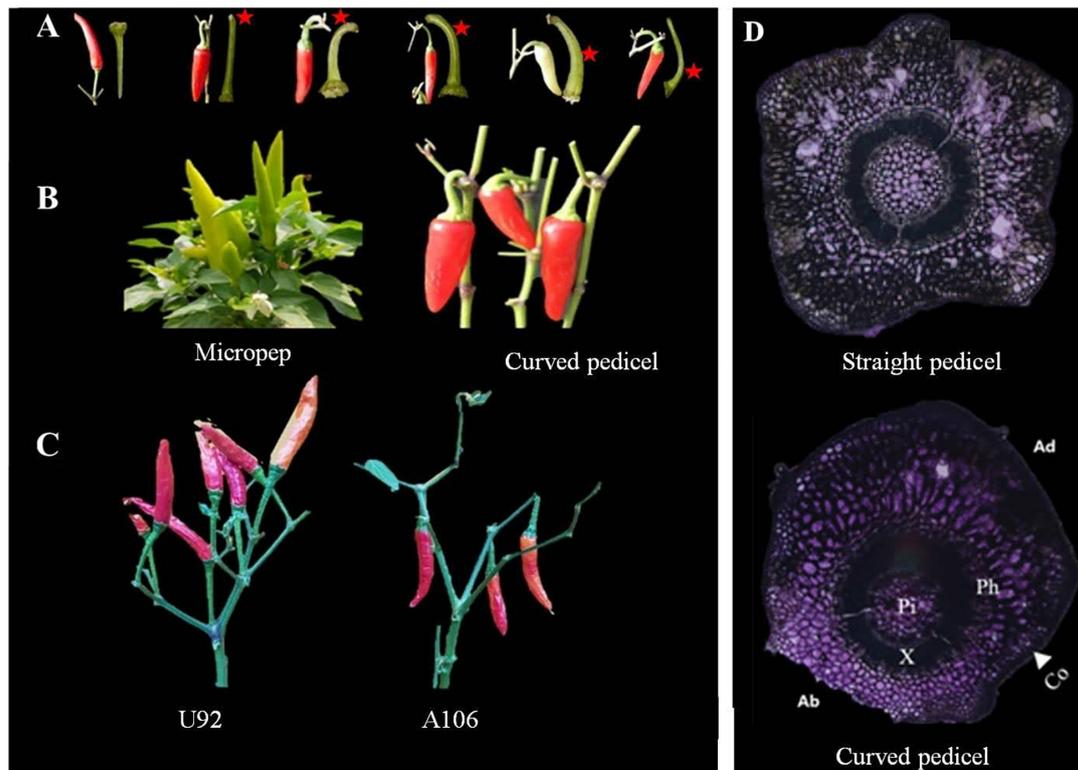 A
B
Micropep
Curved pedicel
C
U92
A106
D
Straight pedicel
Ad
Ph
Pi
X
Co
Ab
Curved pedicel